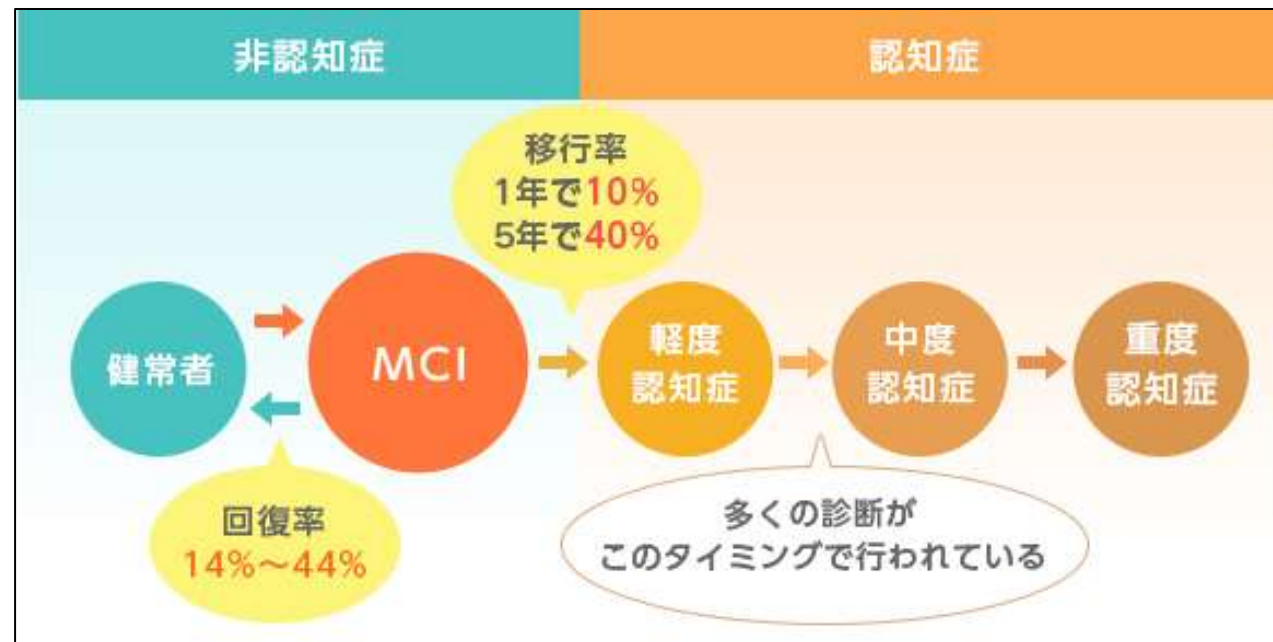 非認知症
認知症
移行率
1年で10%
5年で40%
健常者
MCI
軽度
認知症
中度
認知症
重度
認知症
回復率
14%～44%
多くの診断が
このタイミングで行われている